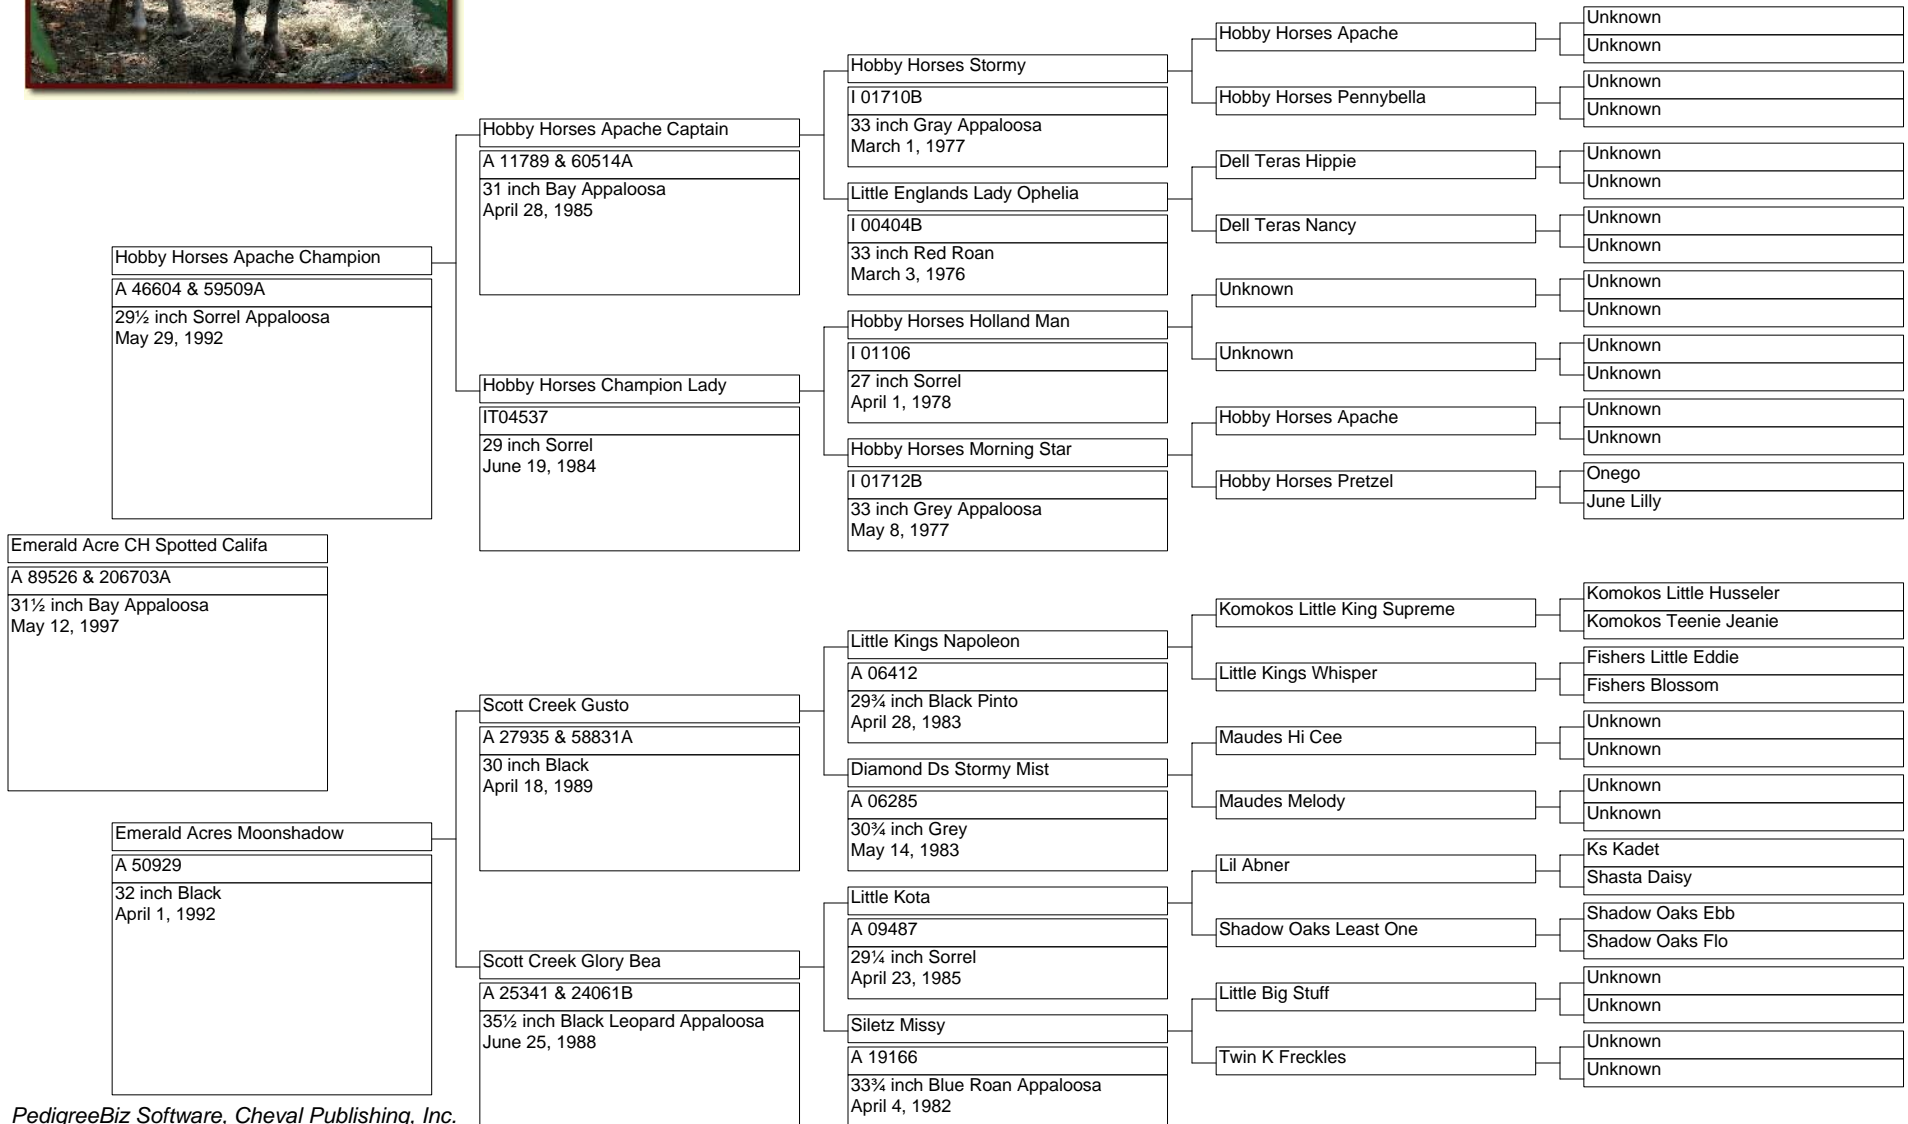 Hobby Horses Apache Champion
A 46604 & 59509A
29½ inch Sorrel Appaloosa
May 29, 1992
Emerald Acre CH Spotted Califa
A 89526 & 206703A
31½ inch Bay Appaloosa
May 12, 1997
Emerald Acres Moonshadow
A 50929
32 inch Black
April 1, 1992
PedigreeBiz Software, Cheval Publishing, Inc.
Hobby Horses Apache Captain
A 11789 & 60514A
31 inch Bay Appaloosa
April 28, 1985
Hobby Horses Champion Lady
IT04537
29 inch Sorrel
June 19, 1984
Scott Creek Gusto
A 27935 & 58831A
30 inch Black
April 18, 1989
Scott Creek Glory Bea
A 25341 & 24061B
35½ inch Black Leopard Appaloosa
June 25, 1988
Hobby Horses Stormy
I 01710B
33 inch Gray Appaloosa
March 1, 1977
Little Englands Lady Ophelia
I 00404B
33 inch Red Roan
March 3, 1976
Hobby Horses Holland Man
I 01106
27 inch Sorrel
April 1, 1978
Hobby Horses Morning Star
I 01712B
33 inch Grey Appaloosa
May 8, 1977
Little Kings Napoleon
A 06412
29¾ inch Black Pinto
April 28, 1983
Diamond Ds Stormy Mist
A 06285
30¾ inch Grey
May 14, 1983
Little Kota
A 09487
29¼ inch Sorrel
April 23, 1985
Siletz Missy
A 19166
33¾ inch Blue Roan Appaloosa
April 4, 1982
Hobby Horses Apache
Hobby Horses Pennybella
Dell Teras Hippie
Dell Teras Nancy
Unknown
Unknown
Hobby Horses Apache
Hobby Horses Pretzel
Komokos Little King Supreme
Little Kings Whisper
Maudes Hi Cee
Maudes Melody
Lil Abner
Shadow Oaks Least One
Little Big Stuff
Twin K Freckles
Unknown
Unknown
Unknown
Unknown
Unknown
Unknown
Unknown
Unknown
Unknown
Unknown
Unknown
Unknown
Unknown
Unknown
Onego
June Lilly
Komokos Little Husseler
Komokos Teenie Jeanie
Fishers Little Eddie
Fishers Blossom
Unknown
Unknown
Unknown
Unknown
Ks Kadet
Shasta Daisy
Shadow Oaks Ebb
Shadow Oaks Flo
Unknown
Unknown
Unknown
Unknown